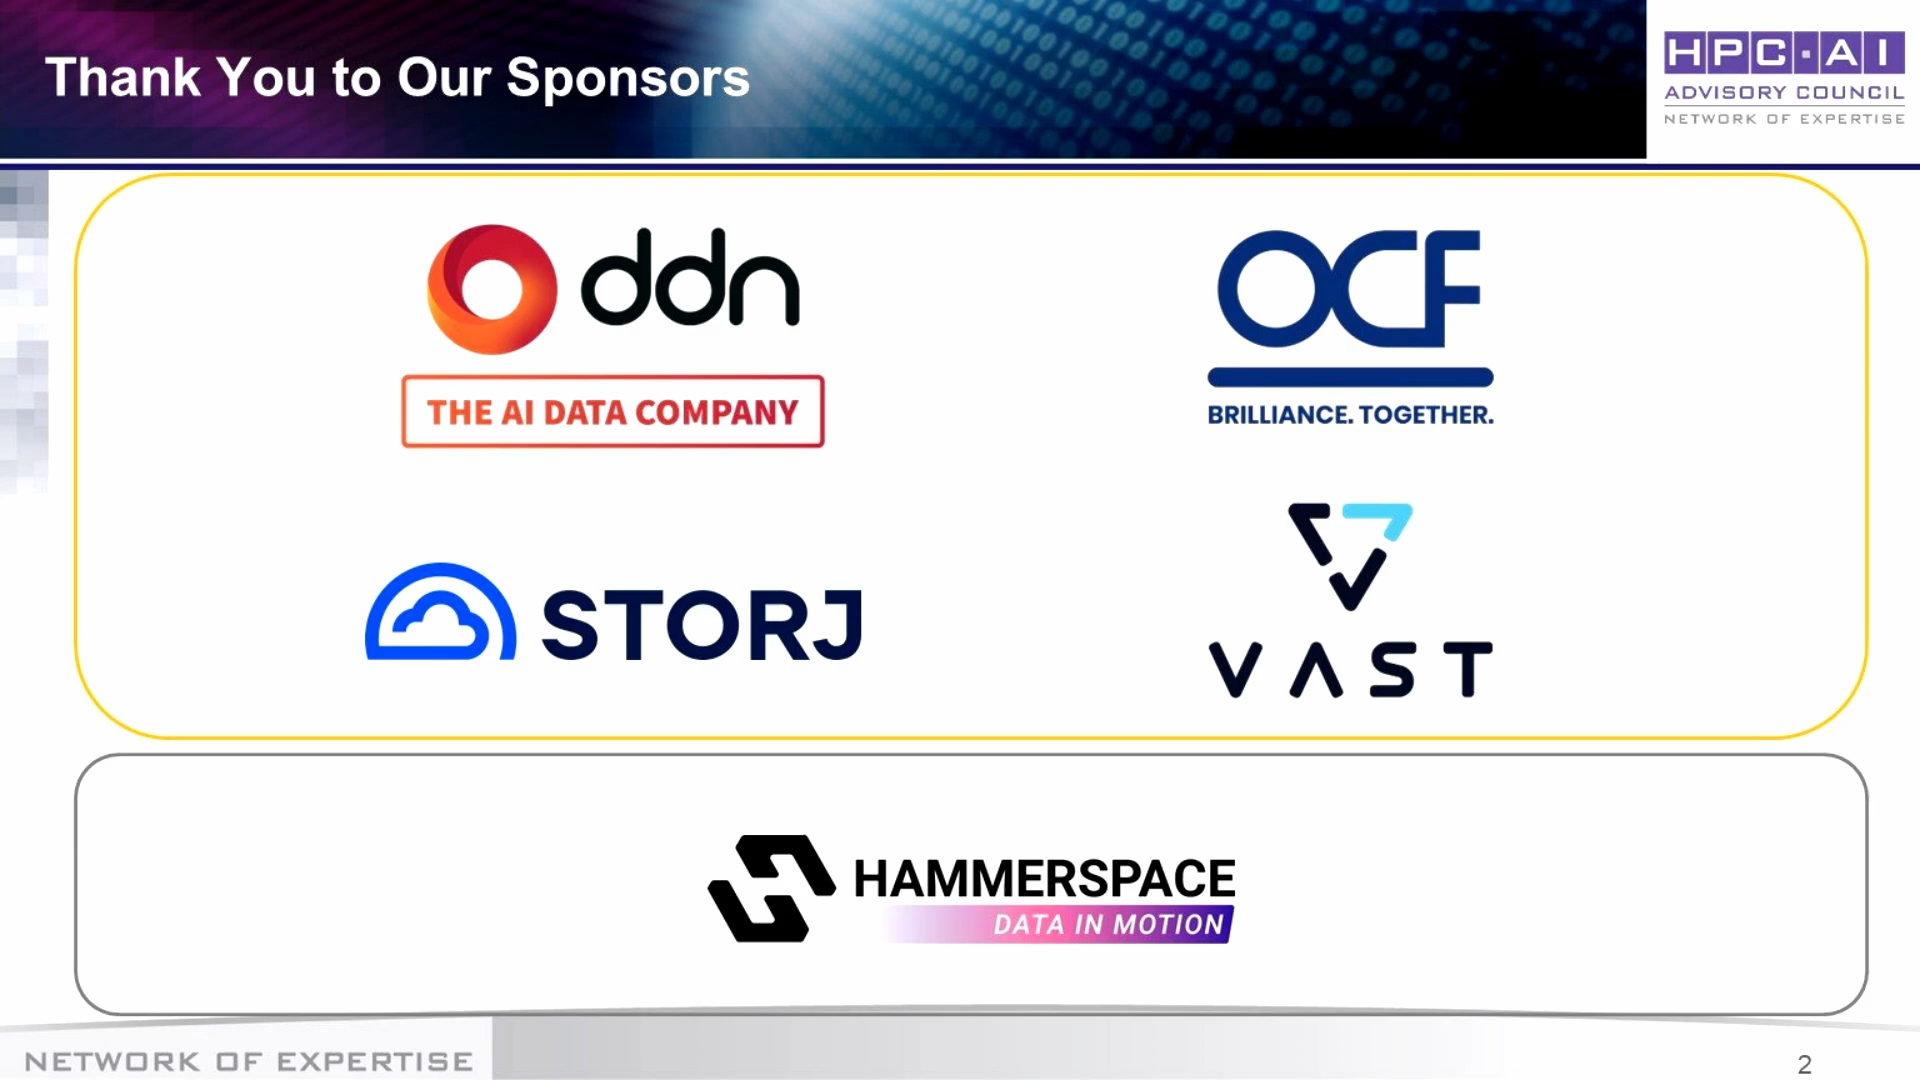 Thank You to Our Sponsors
HPC·AI
ADVISORY COUNCIL
NETWORK OF EXPERTISE
ddn
THE AI DATA COMPANY
OCF
BRILLIANCE. TOGETHER.
STORJ
VAST
HAMMERSPACE
DATA IN MOTION
NETWORK OF EXPERTISE
2